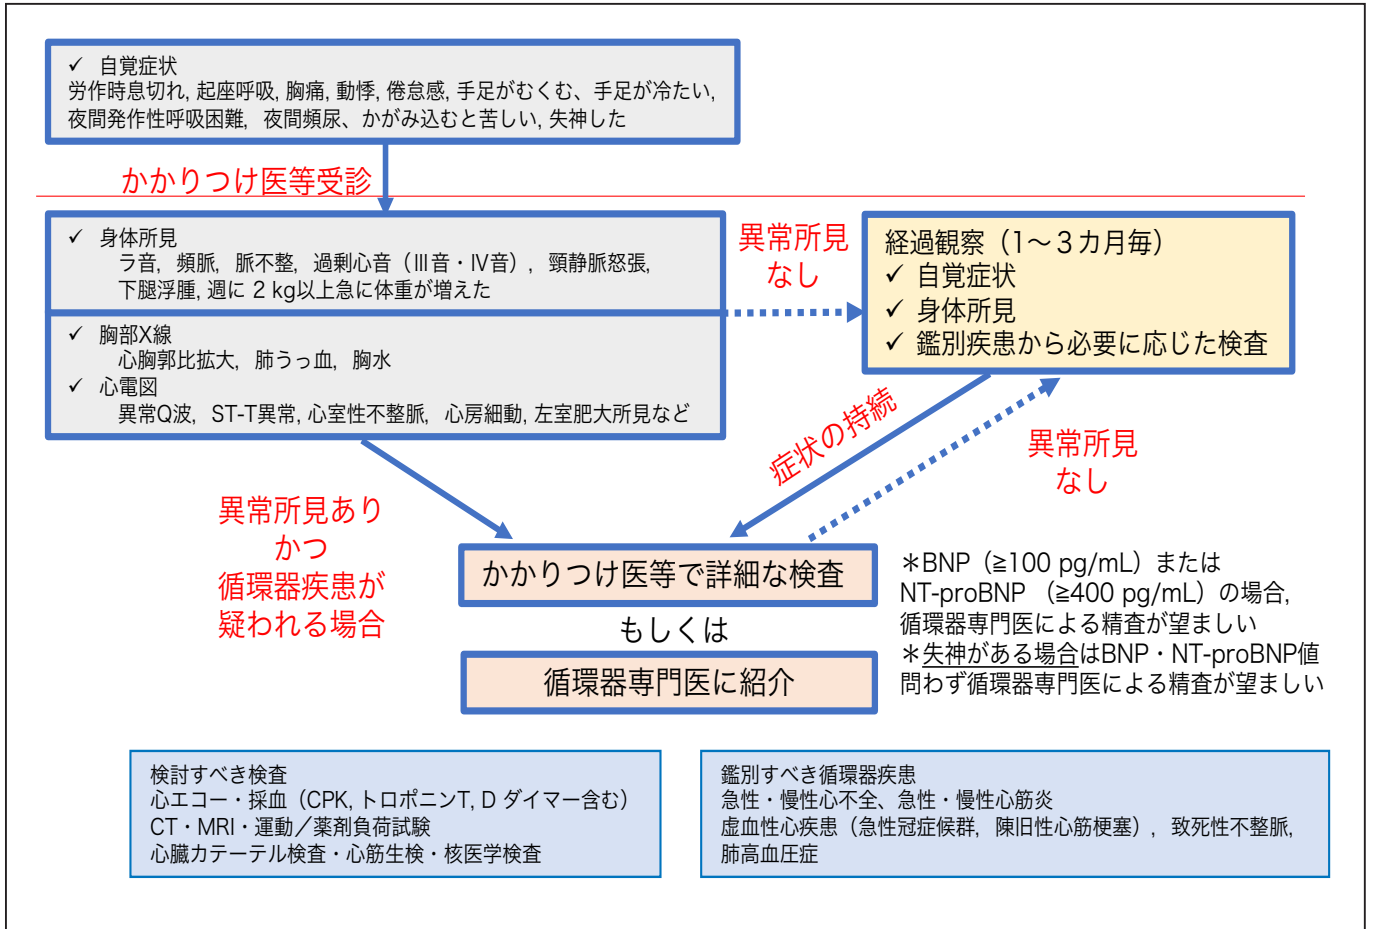 ✓ 自覚症状
労作時息切れ, 起座呼吸, 胸痛, 動悸, 倦怠感, 手足がむくむ、手足が冷たい,
夜間発作性呼吸困難, 夜間頻尿、かがみ込むと苦しい, 失神した
かかりつけ医等受診
✓ 身体所見
ラ音, 頻脈, 脈不整, 過剰心音（Ⅲ音・Ⅳ音）, 頸静脈怒張,
下腿浮腫, 週に 2 kg以上急に体重が増えた
✓ 胸部X線
心胸郭比拡大, 肺うっ血, 胸水
✓ 心電図
異常Q波, ST-T異常, 心室性不整脈, 心房細動, 左室肥大所見など
異常所見
なし
経過観察（1〜３カ月毎）
✓ 自覚症状
✓ 身体所見
✓ 鑑別疾患から必要に応じた検査
症状の持続
異常所見
なし
異常所見あり
かつ
循環器疾患が
疑われる場合
かかりつけ医等で詳細な検査
もしくは
循環器専門医に紹介
＊BNP（≧100 pg/mL）または
NT-proBNP （≧400 pg/mL）の場合,
循環器専門医による精査が望ましい
＊失神がある場合はBNP・NT-proBNP値
問わず循環器専門医による精査が望ましい
検討すべき検査
心エコー・採血（CPK, トロポニンT, D ダイマー含む）
CT・MRI・運動／薬剤負荷試験
心臓カテーテル検査・心筋生検・核医学検査
鑑別すべき循環器疾患
急性・慢性心不全、急性・慢性心筋炎
虚血性心疾患（急性冠症候群, 陳旧性心筋梗塞）, 致死性不整脈,
肺高血圧症